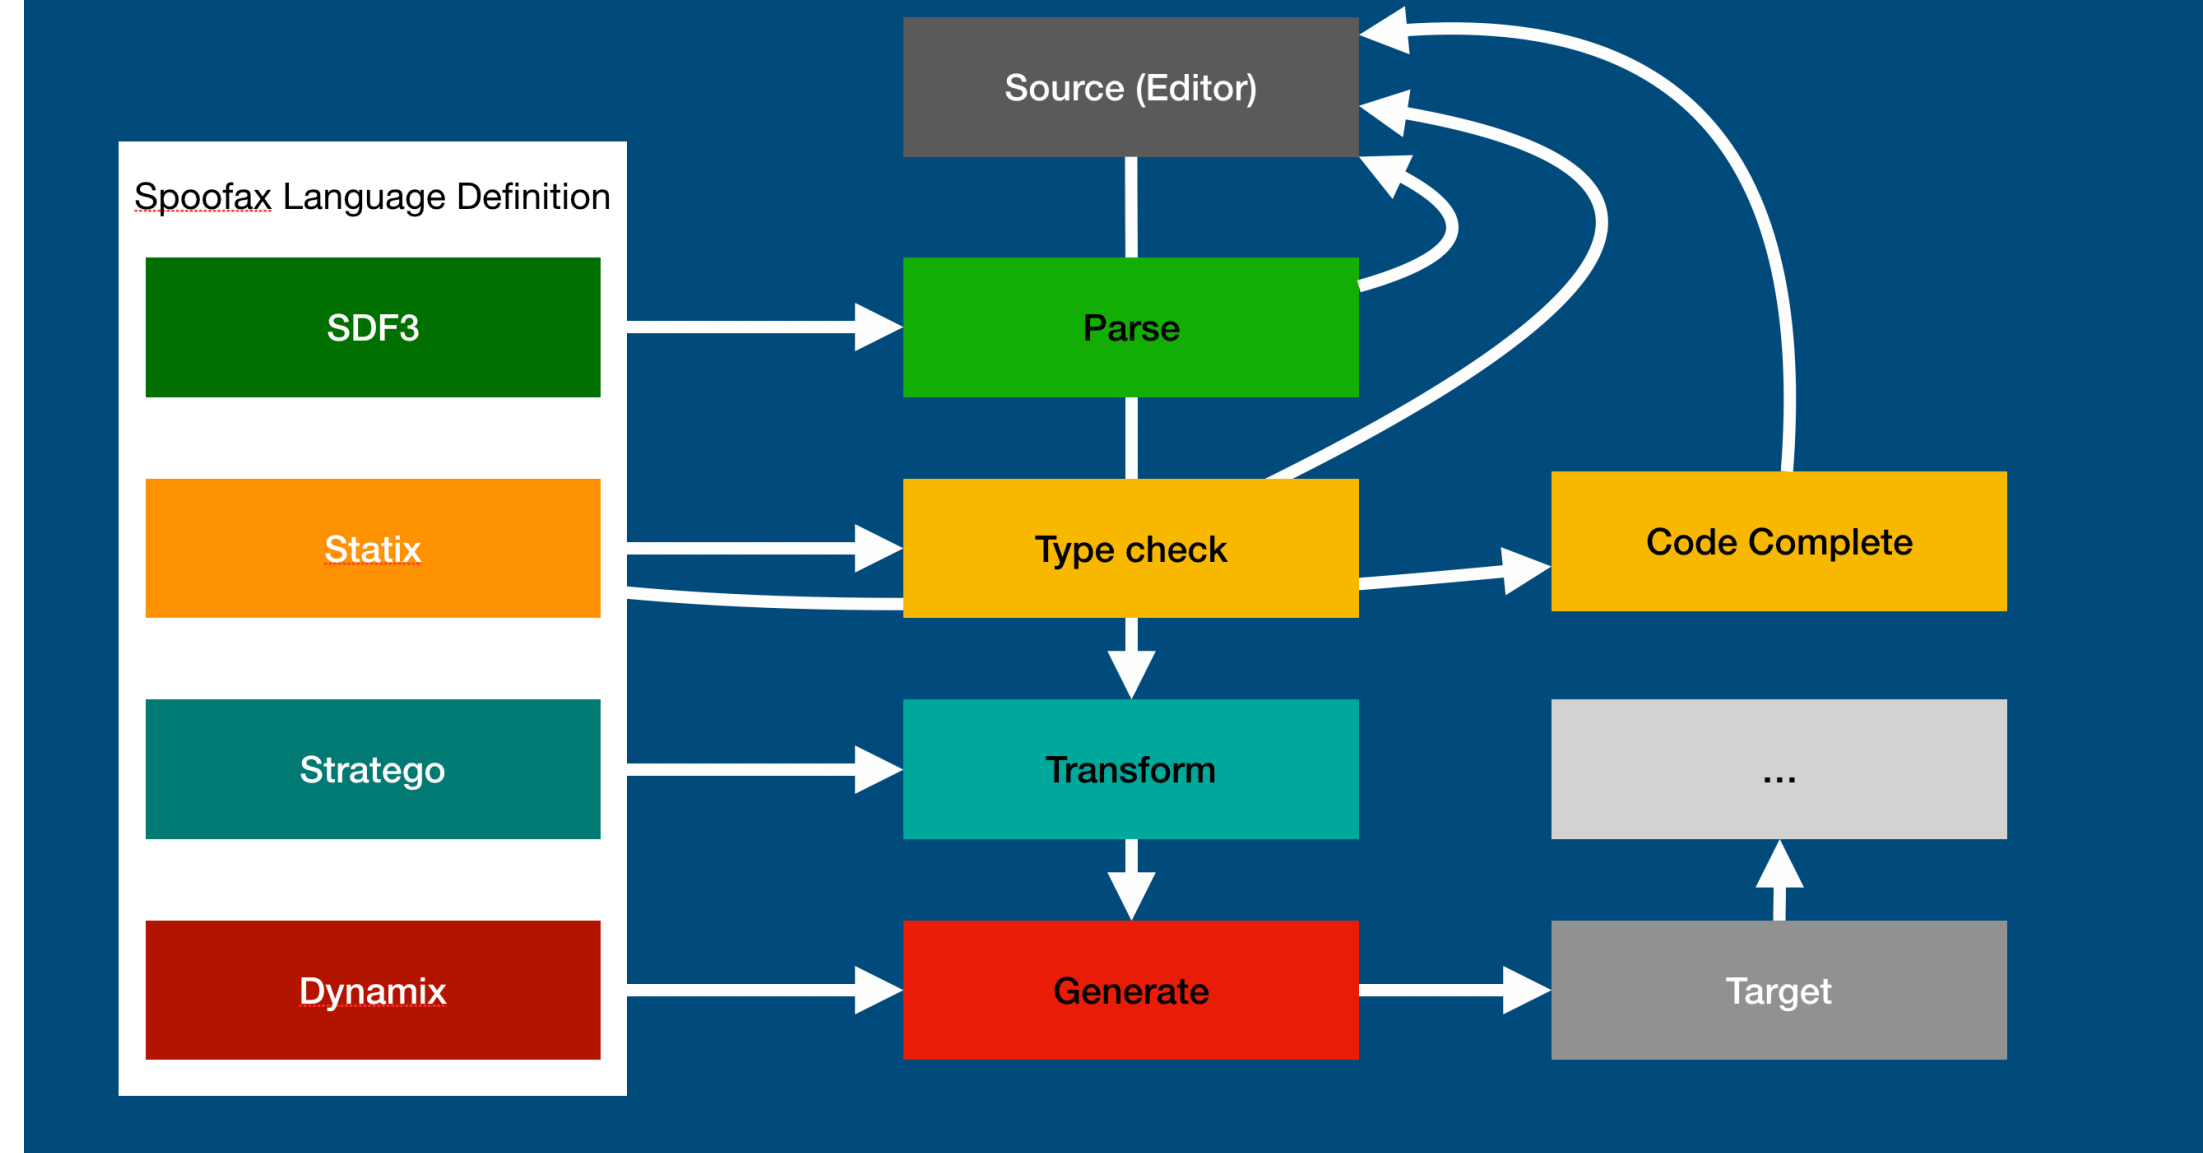 Source (Editor)
Spoofax Language Definition
SDF3
Parse
Statix
Type check
Code Complete
Stratego
Transform
...
Dynamix
Generate
Target